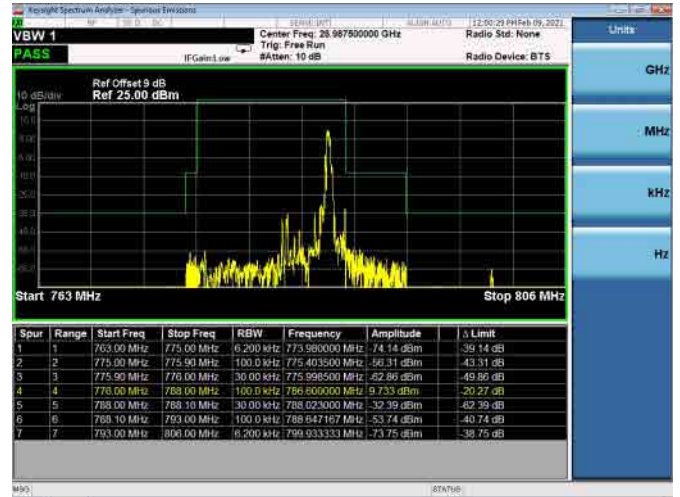 Keysight Spectrum Analyzer - Spurious Emissions
12:00:29 PM Feb 09, 2021
VBW 1
Center Freq: 28.987500000 GHz
Radio Std: None
Trig: Free Run
PASS
IFGain:Low
#Atten: 10 dB
Radio Device: BTS
Ref Offset 9 dB
10 dB/div
Ref 25.00 dBm
Log
Start 763 MHz
Stop 806 MHz
Spur Range Start Freq Stop Freq RBW Frequency Amplitude Δ Limit
1 1 763.00 MHz 775.00 MHz 6.200 kHz 773.980000 MHz -74.14 dBm -39.14 dB
2 2 775.00 MHz 775.90 MHz 100.0 kHz 775.403500 MHz -56.31 dBm -43.31 dB
3 3 775.90 MHz 776.00 MHz 30.00 kHz 775.998500 MHz -62.86 dBm -49.86 dB
4 4 776.00 MHz 788.00 MHz 100.0 kHz 786.600000 MHz 9.733 dBm -20.27 dB
5 5 788.00 MHz 788.10 MHz 30.00 kHz 788.023000 MHz -32.39 dBm -62.39 dB
6 6 788.10 MHz 793.00 MHz 100.0 kHz 788.647167 MHz -53.74 dBm -40.74 dB
7 7 793.00 MHz 806.00 MHz 6.200 kHz 799.933333 MHz -73.75 dBm -38.75 dB
MSG
STATUS
Units
GHz
MHz
kHz
Hz